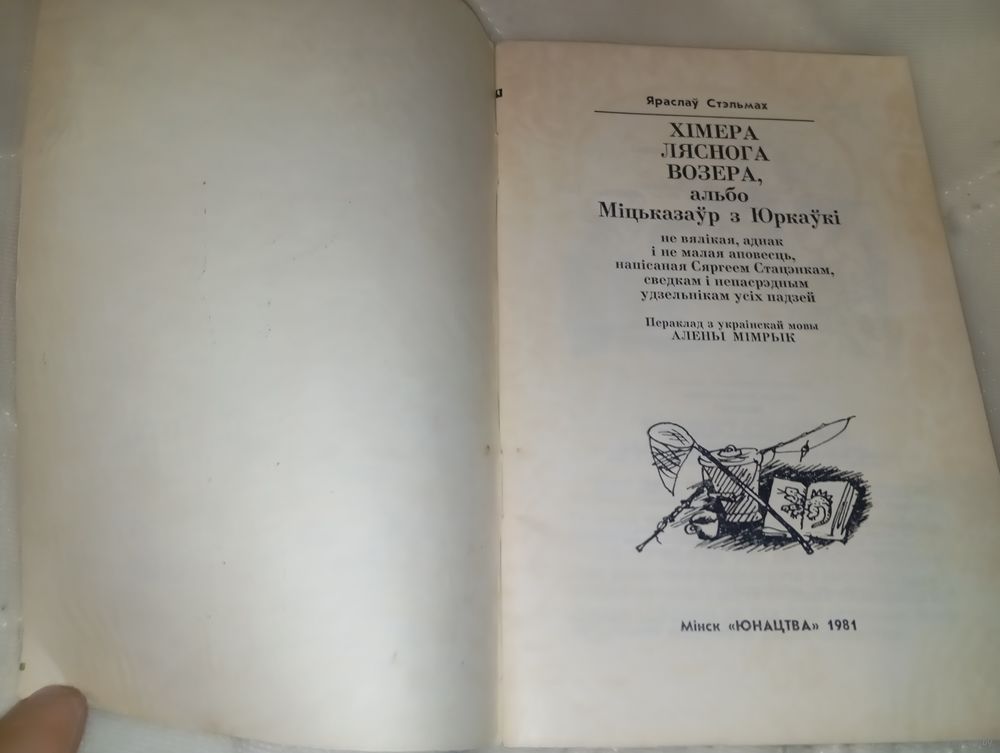 Яраслаў Стэльмах
ХІМЕРА
ЛЯСНОГА
ВОЗЕРА,
альбо
Міцьказаўр з Юркаўкі
не вялікая, аднак
і не малая аповесць,
напісаная Сяргеем Стацэнкам,
сведкам і непасрэдным
удзельнікам усіх падзей
Пераклад з украінскай мовы
АЛЕНЫ МІМРЫК
Мінск «ЮНАЦТВА» 1981